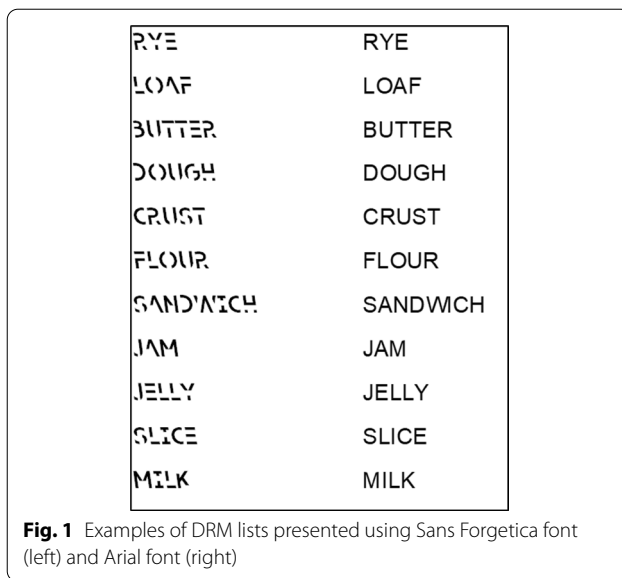 RYE RYE
LOAF LOAF
BUTTER BUTTER
DOUGH DOUGH
CRUST CRUST
FLOUR FLOUR
SANDWICH SANDWICH
JAM JAM
JELLY JELLY
SLICE SLICE
MILK MILK
Fig. 1 Examples of DRM lists presented using Sans Forgetica font
(left) and Arial font (right)